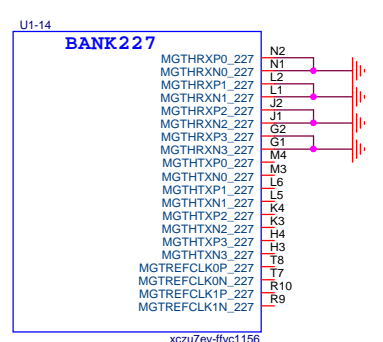 U1-14
BANK227
MGTHRXP0_227 N2
MGTHRXN0_227 N1
MGTHRXP1_227 L2
MGTHRXN1_227 L1
MGTHRXP2_227 J2
MGTHRXN2_227 J1
MGTHRXP3_227 G2
MGTHRXN3_227 G1
MGTHTXP0_227 M4
MGTHTXN0_227 M3
MGTHTXP1_227 L6
MGTHTXN1_227 L5
MGTHTXP2_227 K4
MGTHTXN2_227 K3
MGTHTXP3_227 H4
MGTHTXN3_227 H3
MGTREFCLK0P_227 T8
MGTREFCLK0N_227 T7
MGTREFCLK1P_227 R10
MGTREFCLK1N_227 R9
xczu7ev-ffvc1156